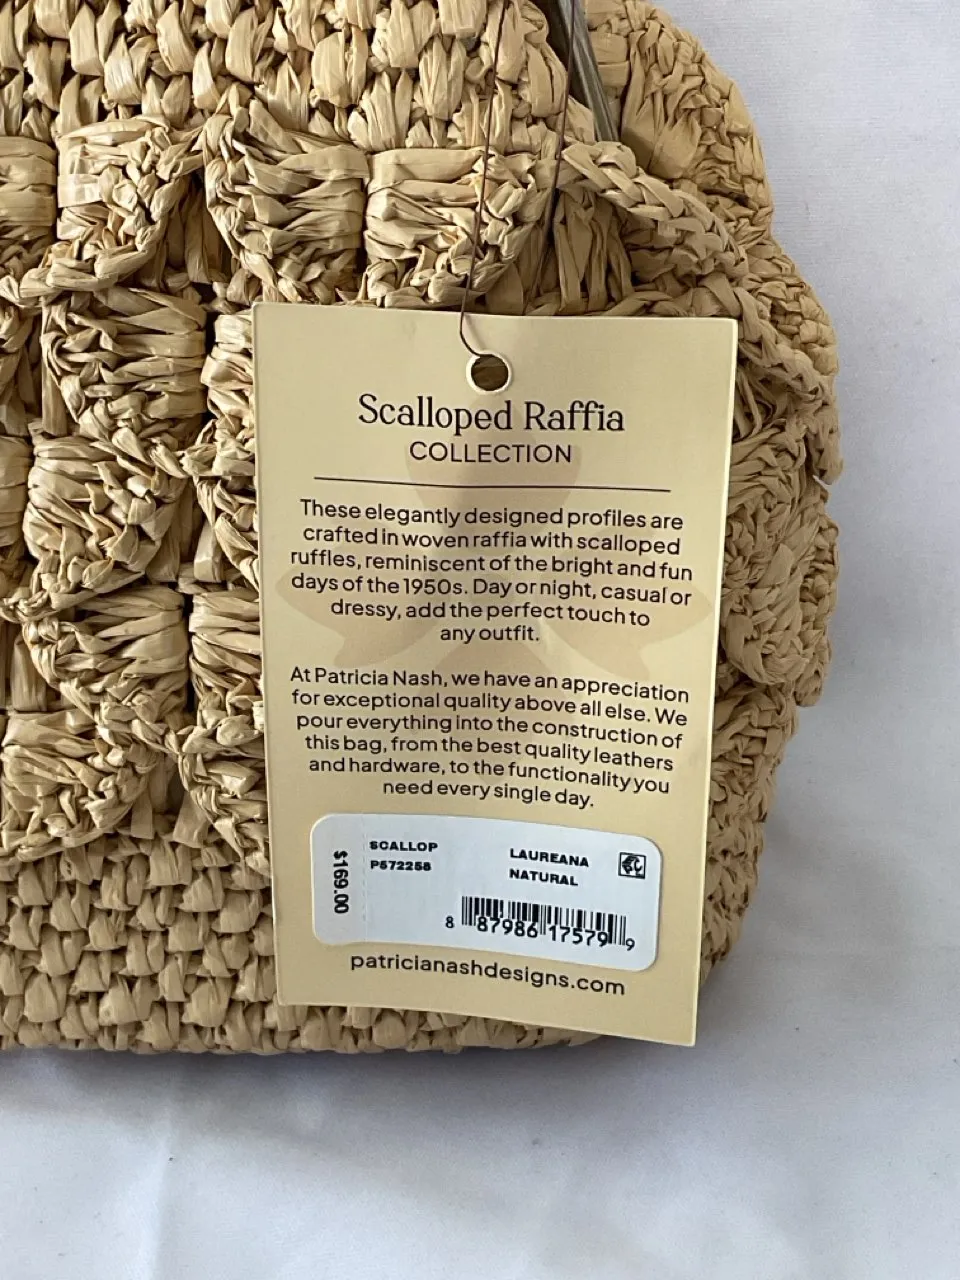 Scalloped Raffia
COLLECTION
These elegantly designed profiles are
crafted in woven raffia with scalloped
ruffles, reminiscent of the bright and fun
days of the 1950s. Day or night, casual or
dressy, add the perfect touch to
any outfit.
At Patricia Nash, we have an appreciation
for exceptional quality above all else. We
pour everything into the construction of
this bag, from the best quality leathers
and hardware, to the functionality you
need every single day.
$169.00
SCALLOP
P572258
LAUREANA
NATURAL
8 87986 17579 9
patricianashdesigns.com